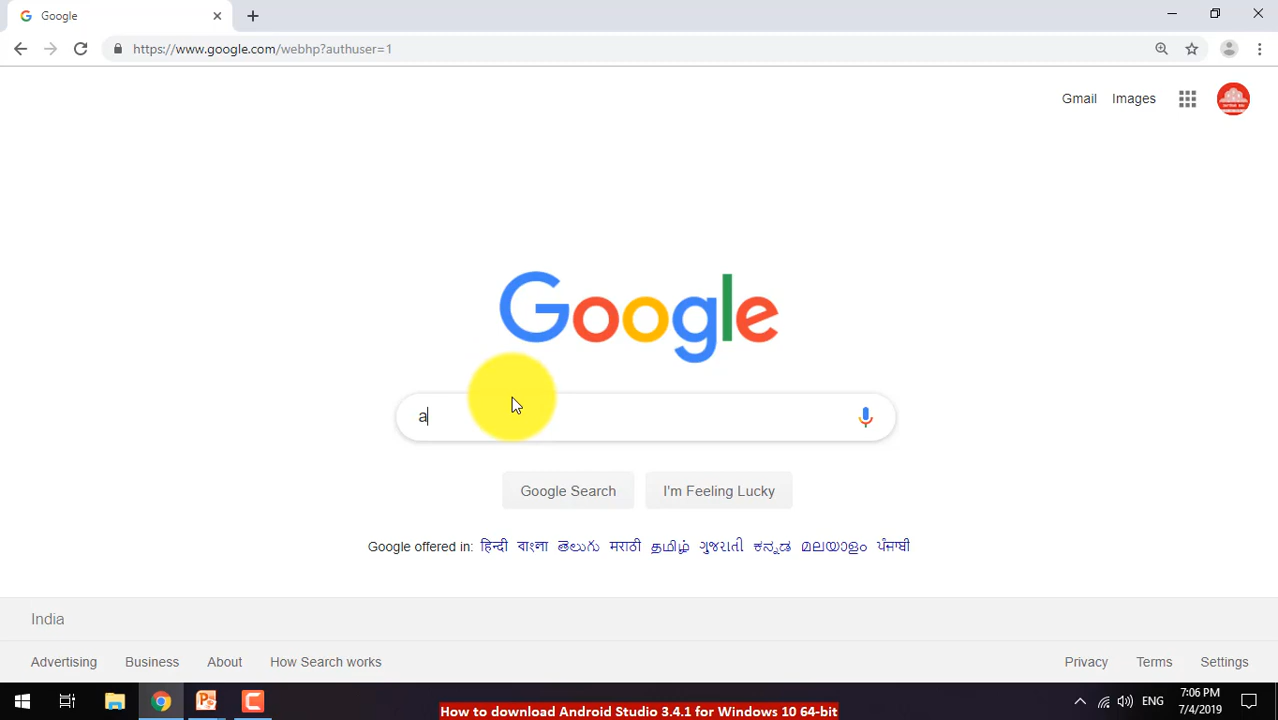 Google
https://www.google.com/webhp?authuser=1
Gmail Images
Google
a
Google Search I'm Feeling Lucky
Google offered in: हिन्दी বাংলা తెలుగు मराठी தமிழ் ગુજરાતી ಕನ್ನಡ മലയാളം ਪੰਜਾਬੀ
India
Advertising Business About How Search works Privacy Terms Settings
ENG 7:06 PM
7/4/2019
How to download Android Studio 3.4.1 for Windows 10 64-bit